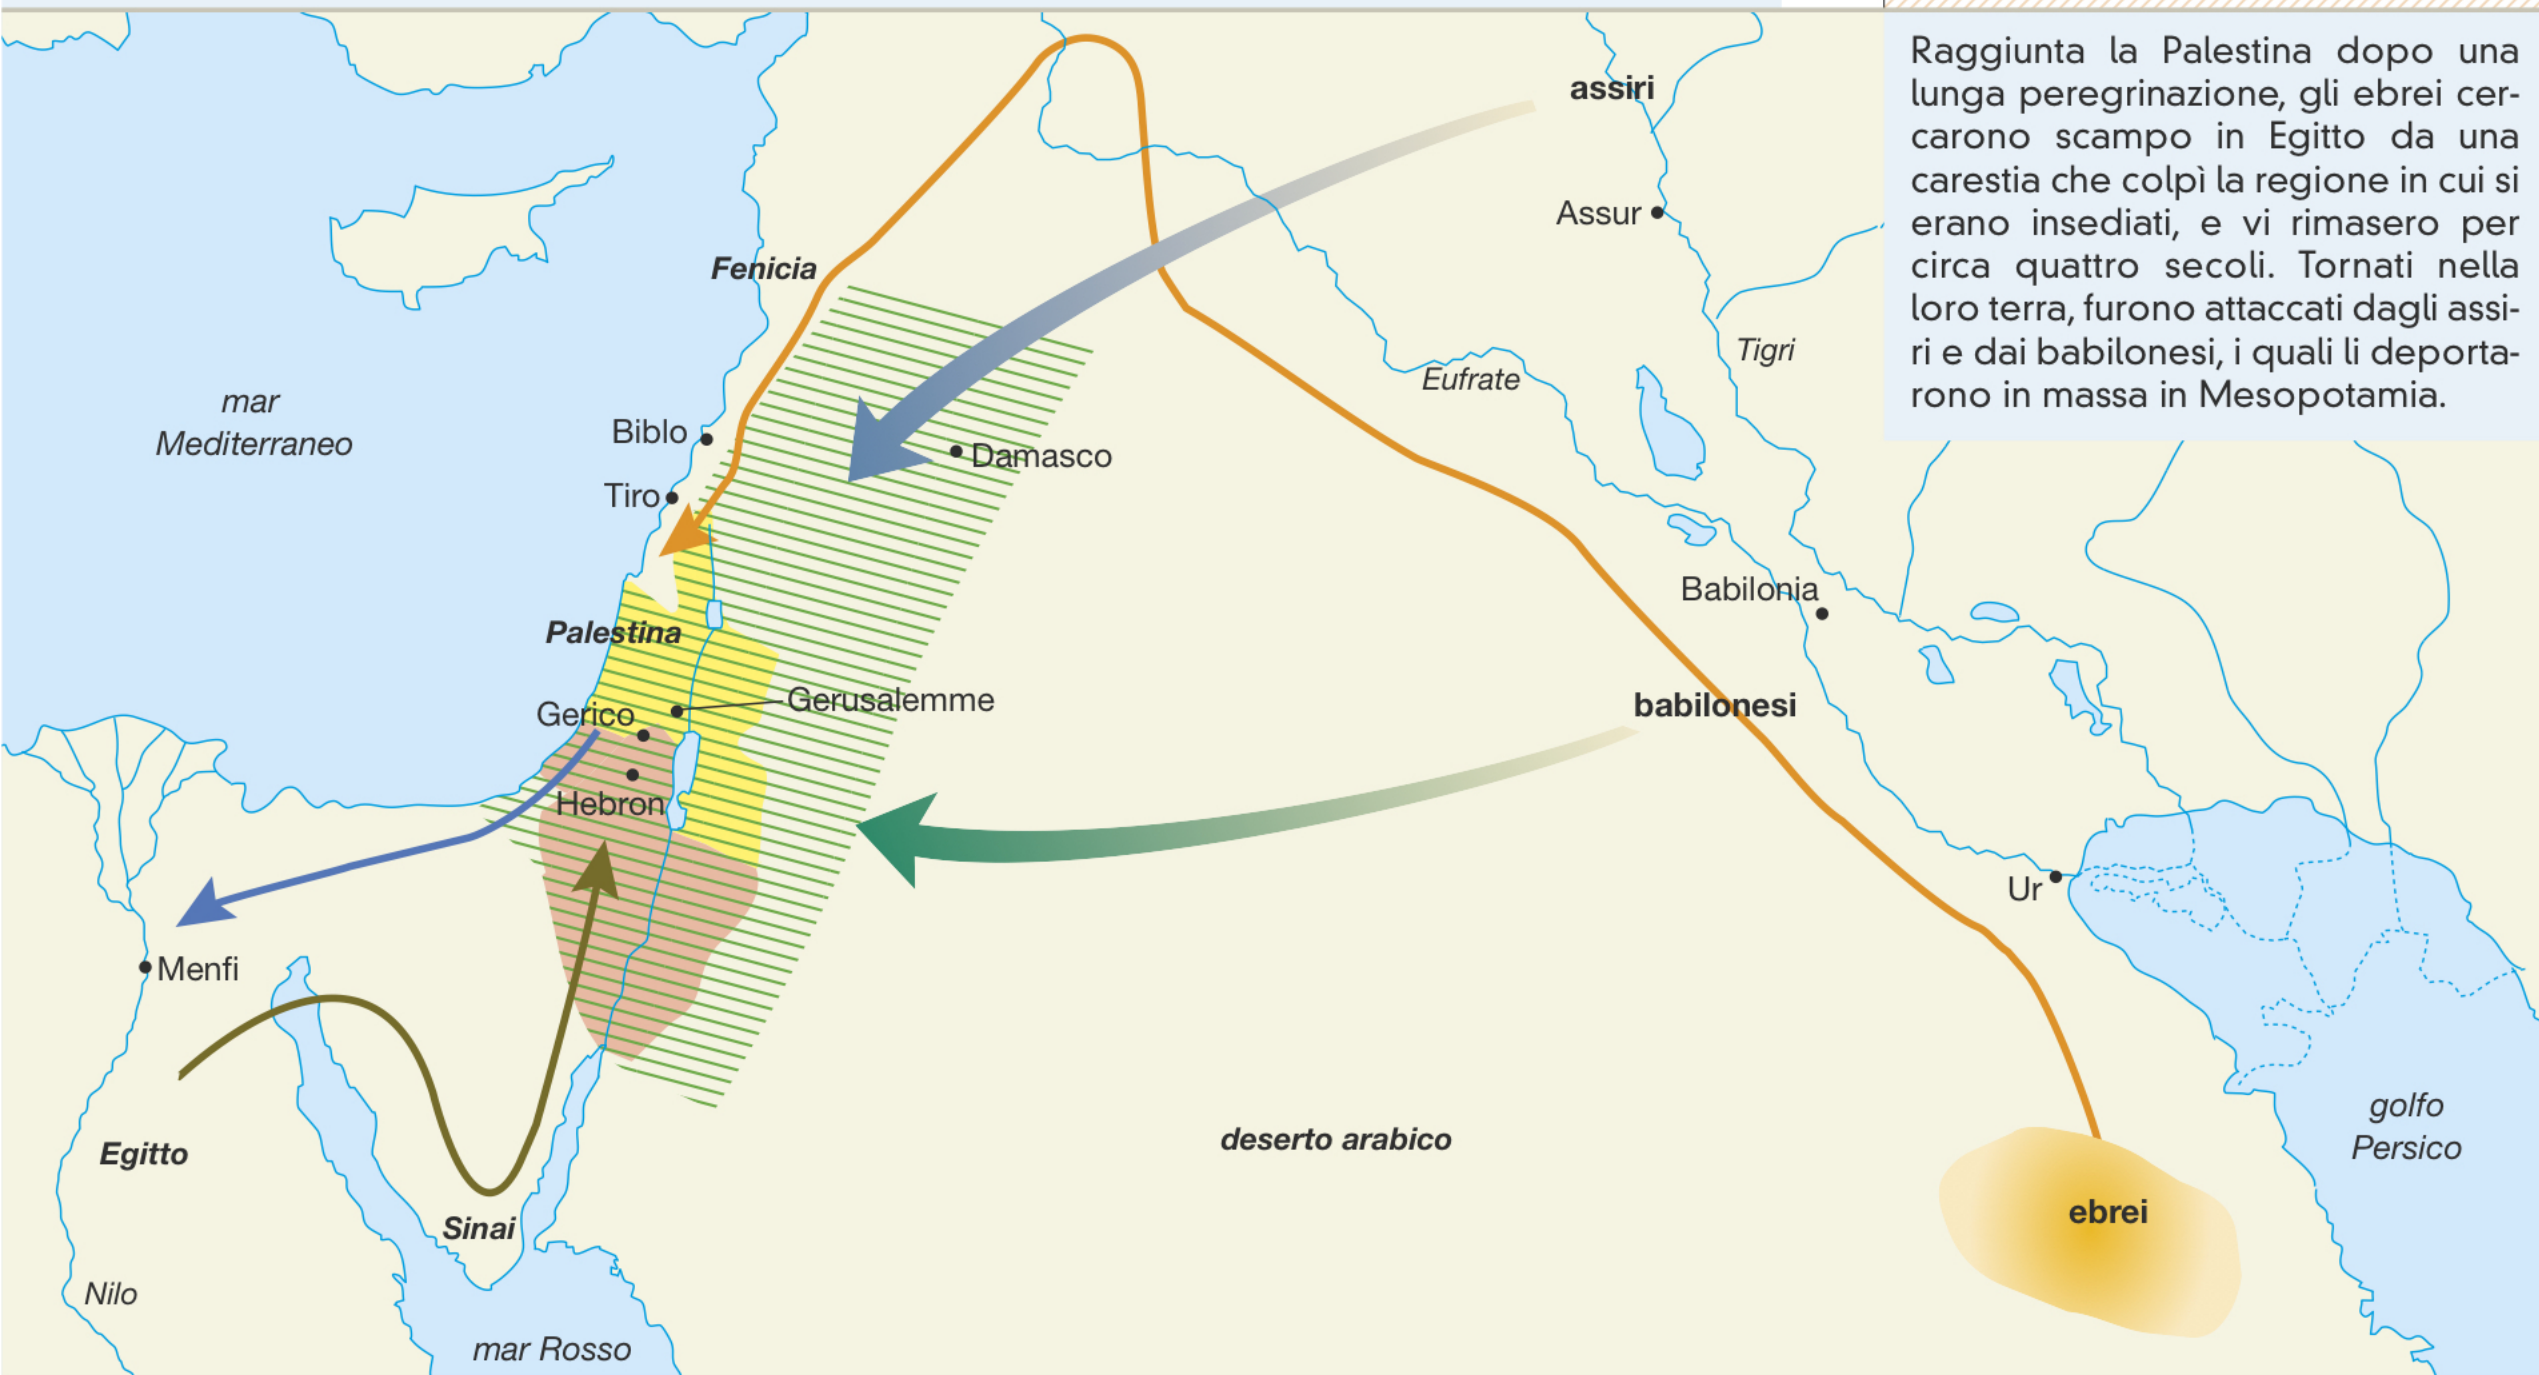 Raggiunta la Palestina dopo una
lunga peregrinazione, gli ebrei cer-
carono scampo in Egitto da una
carestia che colpì la regione in cui si
erano insediati, e vi rimasero per
circa quattro secoli. Tornati nella
loro terra, furono attaccati dagli assi-
ri e dai babilonesi, i quali li deporta-
rono in massa in Mesopotamia.
assiri
Assur
Fenicia
Tigri
Eufrate
mar
Mediterraneo
Biblo
Damasco
Tiro
Babilonia
Palestina
Gerusalemme
Gerico
babilonesi
Hebron
Ur
Menfi
golfo
Persico
deserto arabico
Egitto
ebrei
Sinai
Nilo
mar Rosso